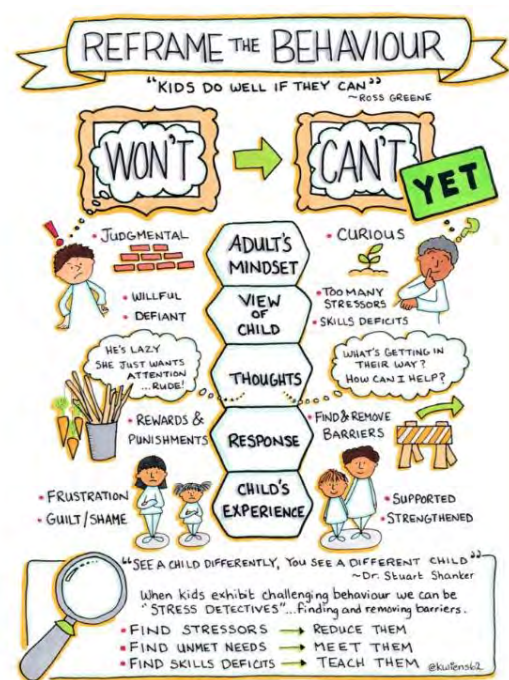 REFRAME THE BEHAVIOUR
"KIDS DO WELL IF THEY CAN"
~ROSS GREENE
WON'T
CAN'T
YET
• JUDGMENTAL
ADULT'S
MINDSET
• CURIOUS
• WILLFUL
• DEFIANT
VIEW
OF
CHILD
• TOO MANY
STRESSORS
• SKILLS DEFICITS
HE'S LAZY
SHE JUST WANTS
ATTENTION
...RUDE!
THOUGHTS
WHAT'S GETTING IN
THEIR WAY?
HOW CAN I HELP?
• REWARDS &
PUNISHMENTS
RESPONSE
• FIND & REMOVE
BARRIERS
• FRUSTRATION
• GUILT/SHAME
CHILD'S
EXPERIENCE
• SUPPORTED
• STRENGTHENED
"SEE A CHILD DIFFERENTLY, YOU SEE A DIFFERENT CHILD"
~Dr. Stuart Shanker
When kids exhibit challenging behaviour we can be
"STRESS DETECTIVES"...finding and removing barriers.
• FIND STRESSORS → REDUCE THEM
• FIND UNMET NEEDS → MEET THEM
• FIND SKILLS DEFICITS → TEACH THEM
@kwiens62